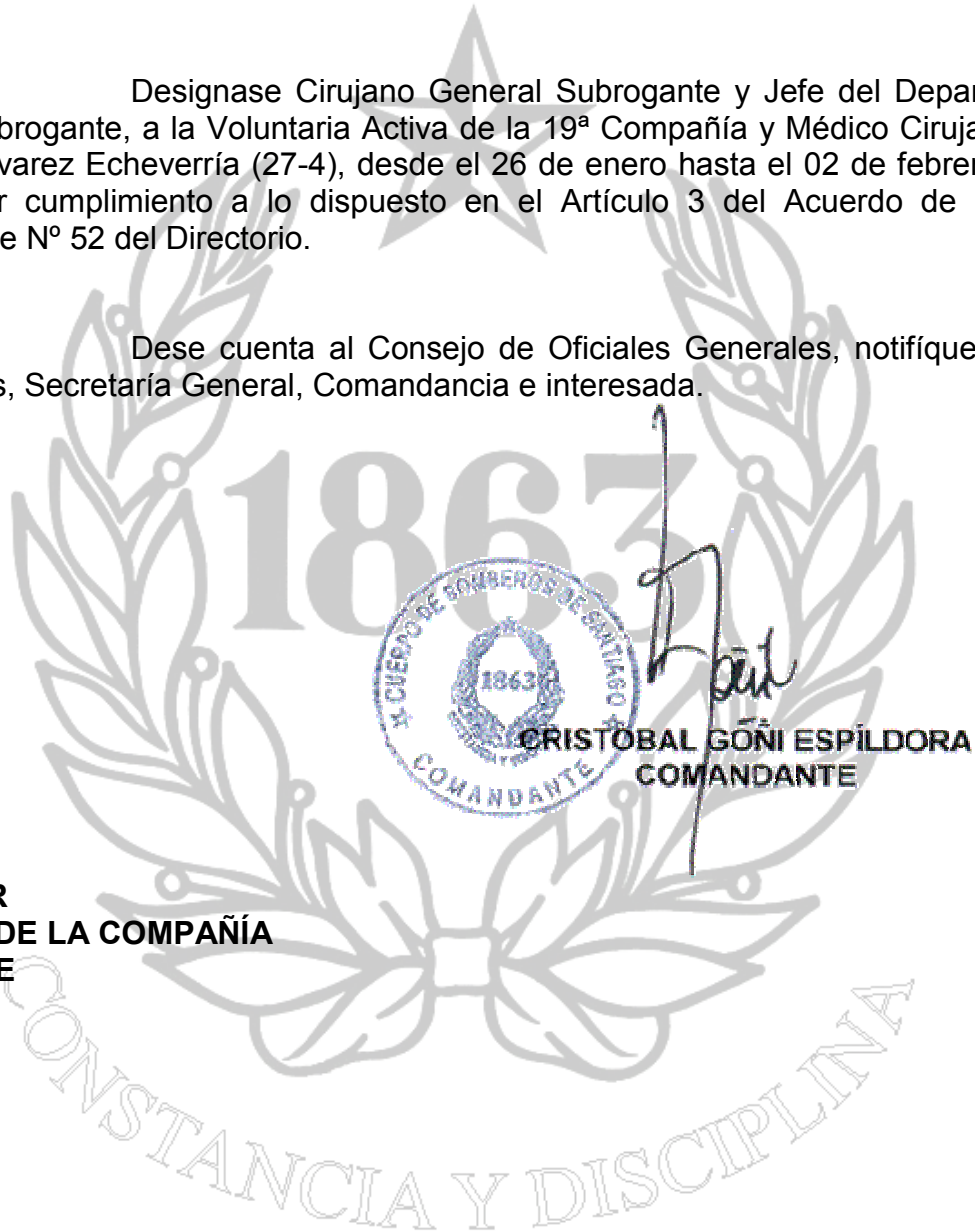 Designase Cirujano General Subrogante y Jefe del Depar
brogante, a la Voluntaria Activa de la 19ª Compañía y Médico Ciruja
varez Echeverría (27-4), desde el 26 de enero hasta el 02 de febrer
r cumplimiento a lo dispuesto en el Artículo 3 del Acuerdo de
e Nº 52 del Directorio.
Dese cuenta al Consejo de Oficiales Generales, notifíque
s, Secretaría General, Comandancia e interesada.
1863
CUERPO DE BOMBEROS DE SANTIAGO
1863
COMANDANTE
CRISTOBAL GOÑI ESPILDORA
COMANDANTE
R
DE LA COMPAÑÍA
E
CONSTANCIA Y DISCIPLINA